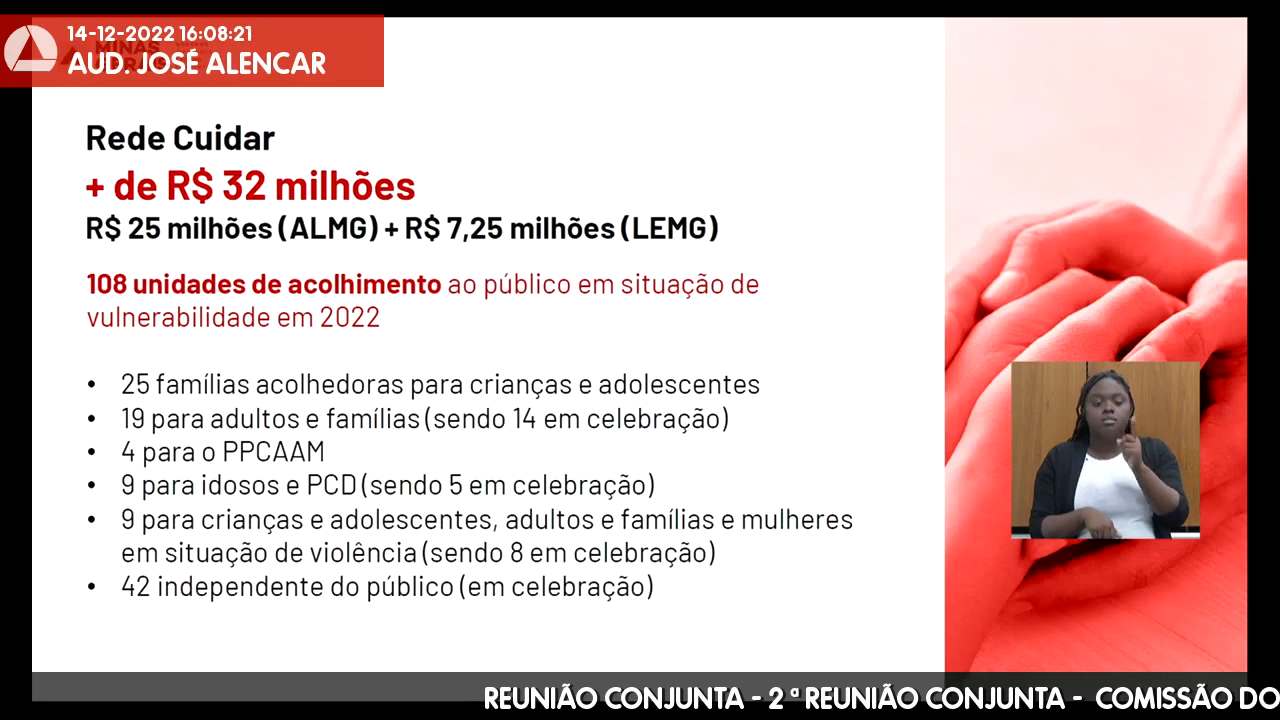 14-12-2022 16:08:21
MINAS
AUD. JOSÉ ALENCAR
Rede Cuidar
+ de R$ 32 milhões
R$ 25 milhões (ALMG) + R$ 7,25 milhões (LEMG)
108 unidades de acolhimento ao público em situação de
vulnerabilidade em 2022
• 25 famílias acolhedoras para crianças e adolescentes
• 19 para adultos e famílias (sendo 14 em celebração)
• 4 para o PPCAAM
• 9 para idosos e PCD (sendo 5 em celebração)
• 9 para crianças e adolescentes, adultos e famílias e mulheres
em situação de violência (sendo 8 em celebração)
• 42 independente do público (em celebração)
REUNIÃO CONJUNTA - 2 ª REUNIÃO CONJUNTA - COMISSÃO DO